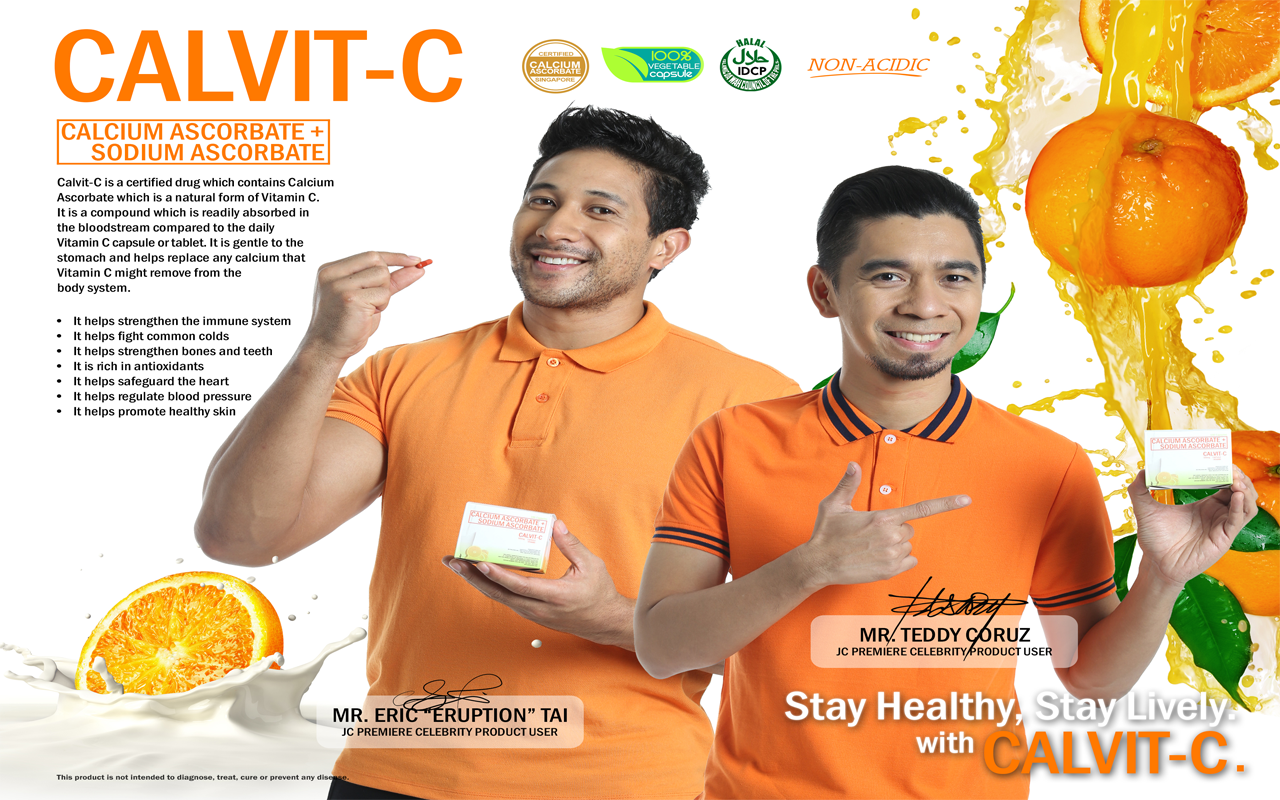 CALVIT-C
CERTIFIED
CALCIUM
ASCORBATE
SINGAPORE
100%
VEGETABLE
capsule
HALAL
حلال
IDCP
NON-ACIDIC
CALCIUM ASCORBATE +
SODIUM ASCORBATE
Calvit-C is a certified drug which contains Calcium
Ascorbate which is a natural form of Vitamin C.
It is a compound which is readily absorbed in
the bloodstream compared to the daily
Vitamin C capsule or tablet. It is gentle to the
stomach and helps replace any calcium that
Vitamin C might remove from the
body system.
• It helps strengthen the immune system
• It helps fight common colds
• It helps strengthen bones and teeth
• It is rich in antioxidants
• It helps safeguard the heart
• It helps regulate blood pressure
• It helps promote healthy skin
CALCIUM ASCORBATE +
SODIUM ASCORBATE
CALVIT-C
CALCIUM ASCORBATE +
SODIUM ASCORBATE
CALVIT-C
MR. TEDDY CORUZ
JC PREMIERE CELEBRITY PRODUCT USER
MR. ERIC “ERUPTION” TAI
JC PREMIERE CELEBRITY PRODUCT USER
Stay Healthy, Stay Lively.
with CALVIT-C.
This product is not intended to diagnose, treat, cure or prevent any disease.